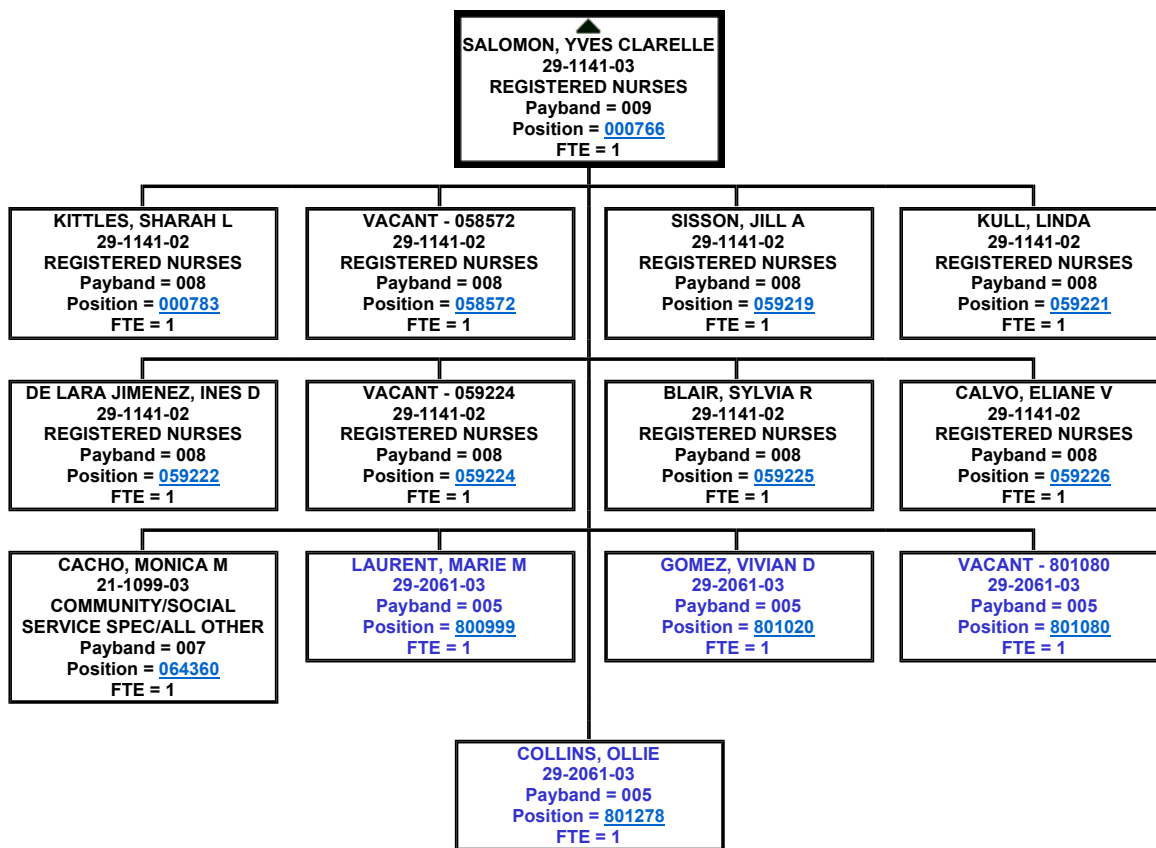 SALOMON, YVES CLARELLE
29-1141-03
REGISTERED NURSES
Payband = 009
Position = 000766
FTE = 1
KITTLES, SHARAH L
29-1141-02
REGISTERED NURSES
Payband = 008
Position = 000783
FTE = 1
VACANT - 058572
29-1141-02
REGISTERED NURSES
Payband = 008
Position = 058572
FTE = 1
SISSON, JILL A
29-1141-02
REGISTERED NURSES
Payband = 008
Position = 059219
FTE = 1
KULL, LINDA
29-1141-02
REGISTERED NURSES
Payband = 008
Position = 059221
FTE = 1
DE LARA JIMENEZ, INES D
29-1141-02
REGISTERED NURSES
Payband = 008
Position = 059222
FTE = 1
VACANT - 059224
29-1141-02
REGISTERED NURSES
Payband = 008
Position = 059224
FTE = 1
BLAIR, SYLVIA R
29-1141-02
REGISTERED NURSES
Payband = 008
Position = 059225
FTE = 1
CALVO, ELIANE V
29-1141-02
REGISTERED NURSES
Payband = 008
Position = 059226
FTE = 1
CACHO, MONICA M
21-1099-03
COMMUNITY/SOCIAL
SERVICE SPEC/ALL OTHER
Payband = 007
Position = 064360
FTE = 1
LAURENT, MARIE M
29-2061-03
Payband = 005
Position = 800999
FTE = 1
GOMEZ, VIVIAN D
29-2061-03
Payband = 005
Position = 801020
FTE = 1
VACANT - 801080
29-2061-03
Payband = 005
Position = 801080
FTE = 1
COLLINS, OLLIE
29-2061-03
Payband = 005
Position = 801278
FTE = 1